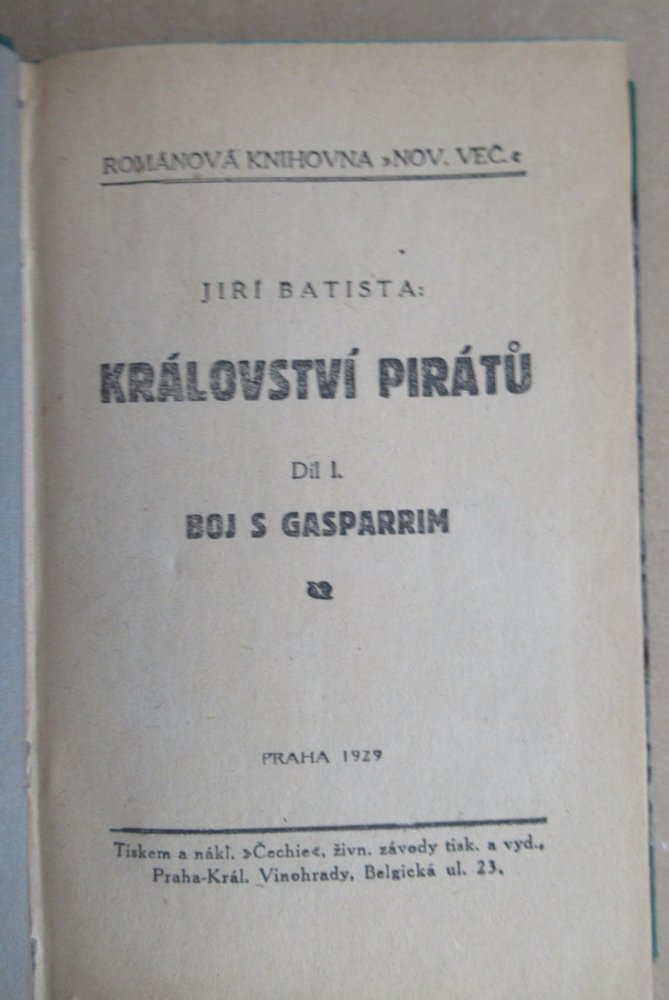 ROMÁNOVÁ KNIHOVNA »NOV. VEČ.«
JIŘÍ BATISTA:
KRÁLOVSTVÍ PIRÁTŮ
Díl I.
BOJ S GASPARRIM
PRAHA 1929
Tiskem a nákl. »Čechie«, živn. závody tisk. a vyd.,
Praha-Král. Vinohrady, Belgická ul. 23.